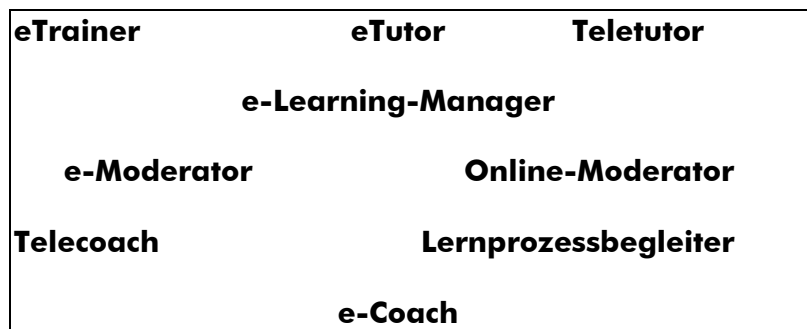 eTrainer eTutor Teletutor
e-Learning-Manager
e-Moderator Online-Moderator
Telecoach Lernprozessbegleiter
e-Coach